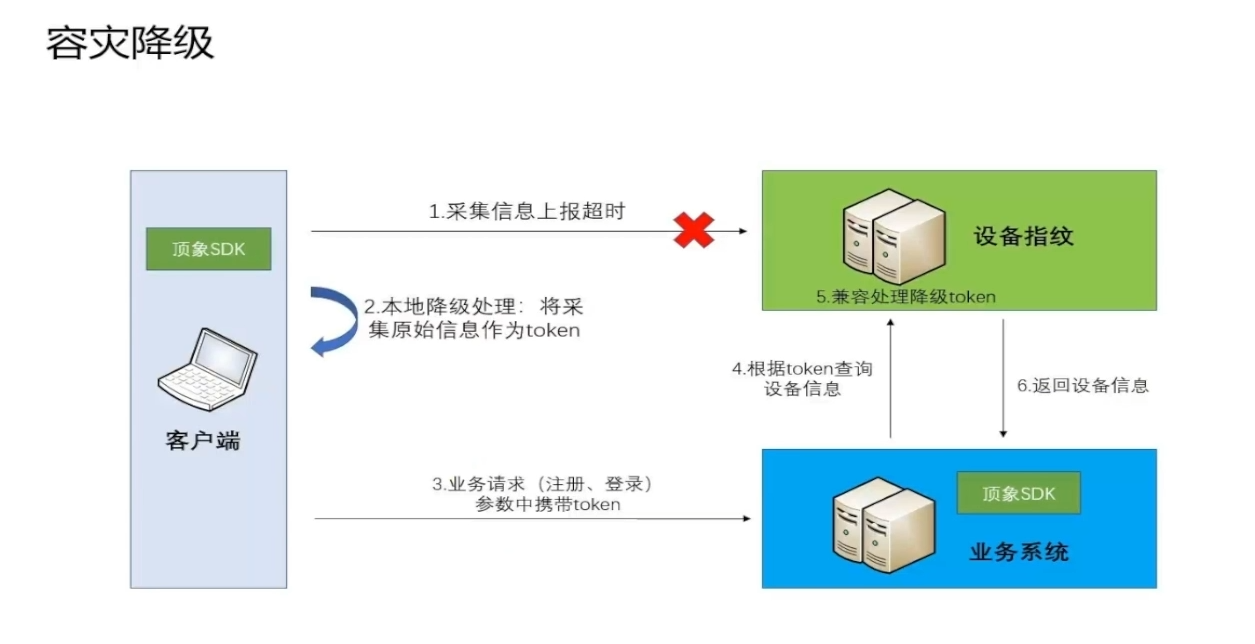 容灾降级
顶象SDK
客户端
1.采集信息上报超时
2.本地降级处理：将采
集原始信息作为token
3.业务请求（注册、登录）
参数中携带token
设备指纹
5.兼容处理降级token
4.根据token查询
设备信息
6.返回设备信息
顶象SDK
业务系统